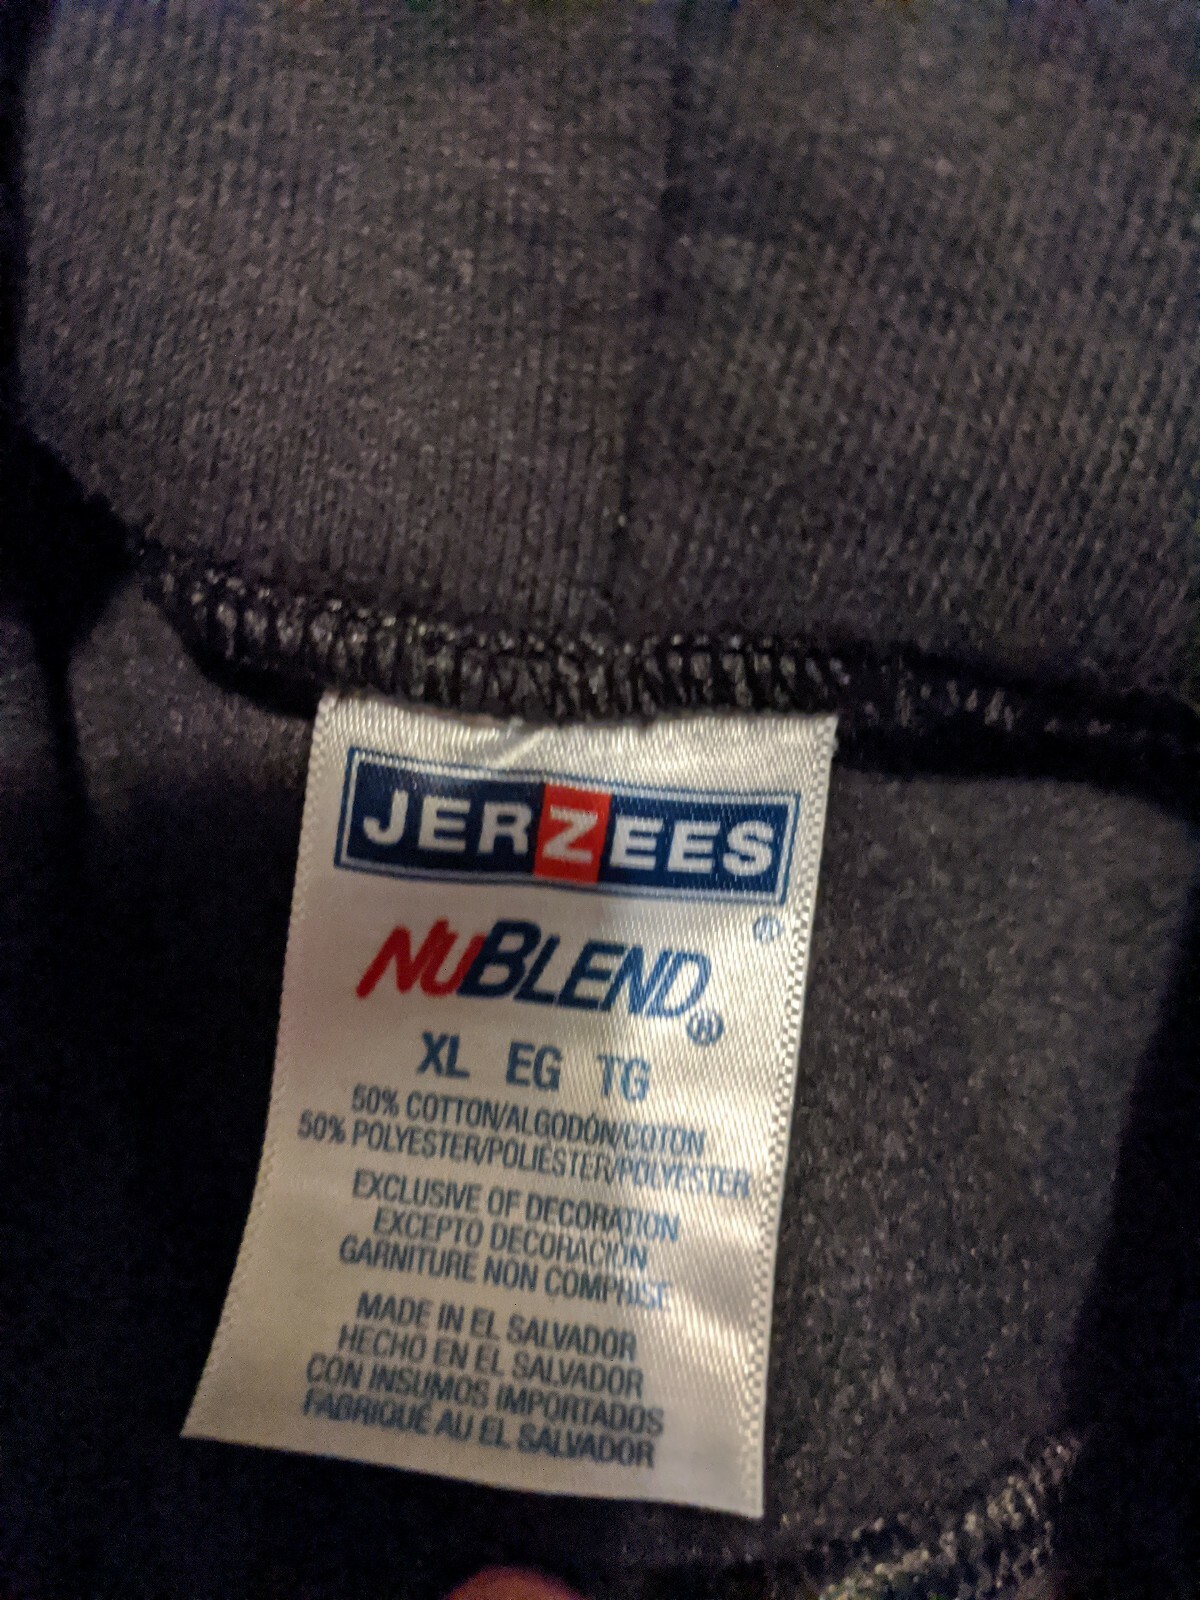 JERZEES
®
NUBLEND®
XL EG TG
50% COTTON/ALGODÓN/COTON
50% POLYESTER/POLIESTER/POLYESTER
EXCLUSIVE OF DECORATION
EXCEPTO DECORACIÓN
GARNITURE NON COMPRISE
MADE IN EL SALVADOR
HECHO EN EL SALVADOR
CON INSUMOS IMPORTADOS
FABRIQUÉ AU EL SALVADOR